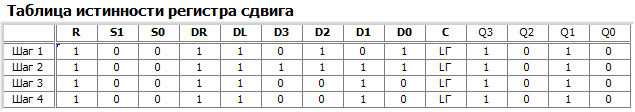 Таблица истинности регистра сдвига
R S1 S0 DR DL D3 D2 D1 D0 C Q3 Q2 Q1 Q0
Шаг 1 1 0 0 1 1 0 1 0 1 LГ 1 0 1 0
Шаг 2 1 0 0 1 1 1 1 1 1 LГ 1 0 1 0
Шаг 3 1 0 0 1 1 0 0 1 0 LГ 1 0 1 0
Шаг 4 1 0 0 1 1 0 0 1 0 LГ 1 0 1 0